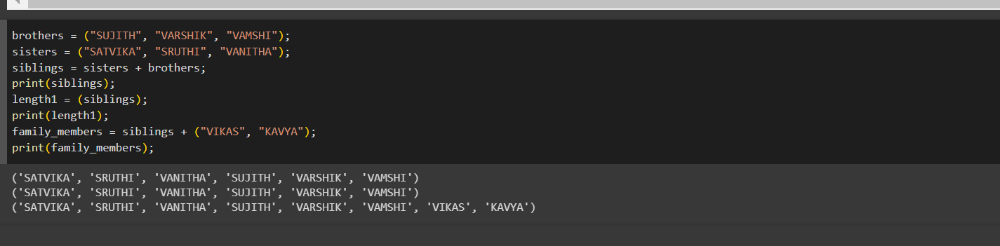 brothers = ("SUJITH", "VARSHIK", "VAMSHI");
sisters = ("SATVIKA", "SRUTHI", "VANITHA");
siblings = sisters + brothers;
print(siblings);
length1 = (siblings);
print(length1);
family_members = siblings + ("VIKAS", "KAVYA");
print(family_members);
('SATVIKA', 'SRUTHI', 'VANITHA', 'SUJITH', 'VARSHIK', 'VAMSHI')
('SATVIKA', 'SRUTHI', 'VANITHA', 'SUJITH', 'VARSHIK', 'VAMSHI')
('SATVIKA', 'SRUTHI', 'VANITHA', 'SUJITH', 'VARSHIK', 'VAMSHI', 'VIKAS', 'KAVYA')